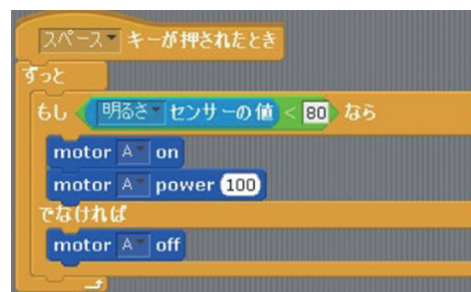 スペース キーが押されたとき
ずっと
もし 明るさ センサーの値 < 80 なら
motor A on
motor A power 100
でなければ
motor A off